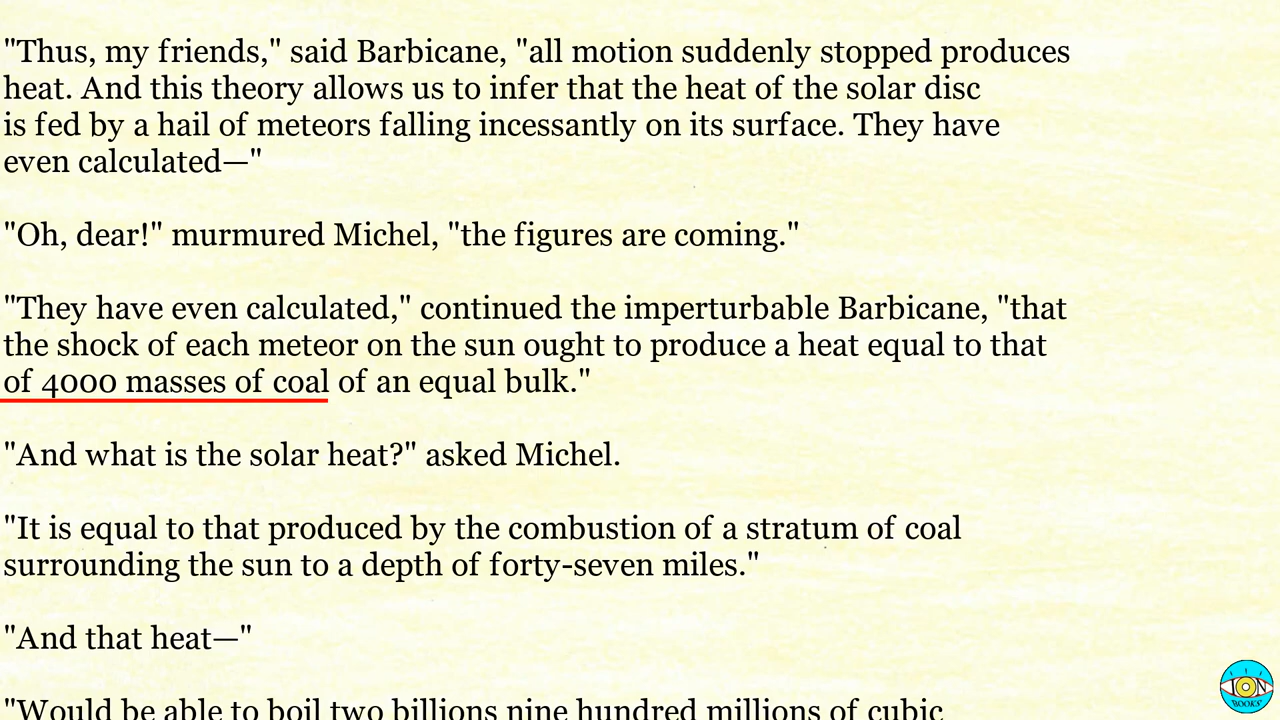 "Thus, my friends," said Barbicane, "all motion suddenly stopped produces
heat. And this theory allows us to infer that the heat of the solar disc
is fed by a hail of meteors falling incessantly on its surface. They have
even calculated—"
"Oh, dear!" murmured Michel, "the figures are coming."
"They have even calculated," continued the imperturbable Barbicane, "that
the shock of each meteor on the sun ought to produce a heat equal to that
of 4000 masses of coal of an equal bulk."
"And what is the solar heat?" asked Michel.
"It is equal to that produced by the combustion of a stratum of coal
surrounding the sun to a depth of forty-seven miles."
"And that heat—"
"Would be able to boil two billions nine hundred millions of cubic
ION
BOOKS